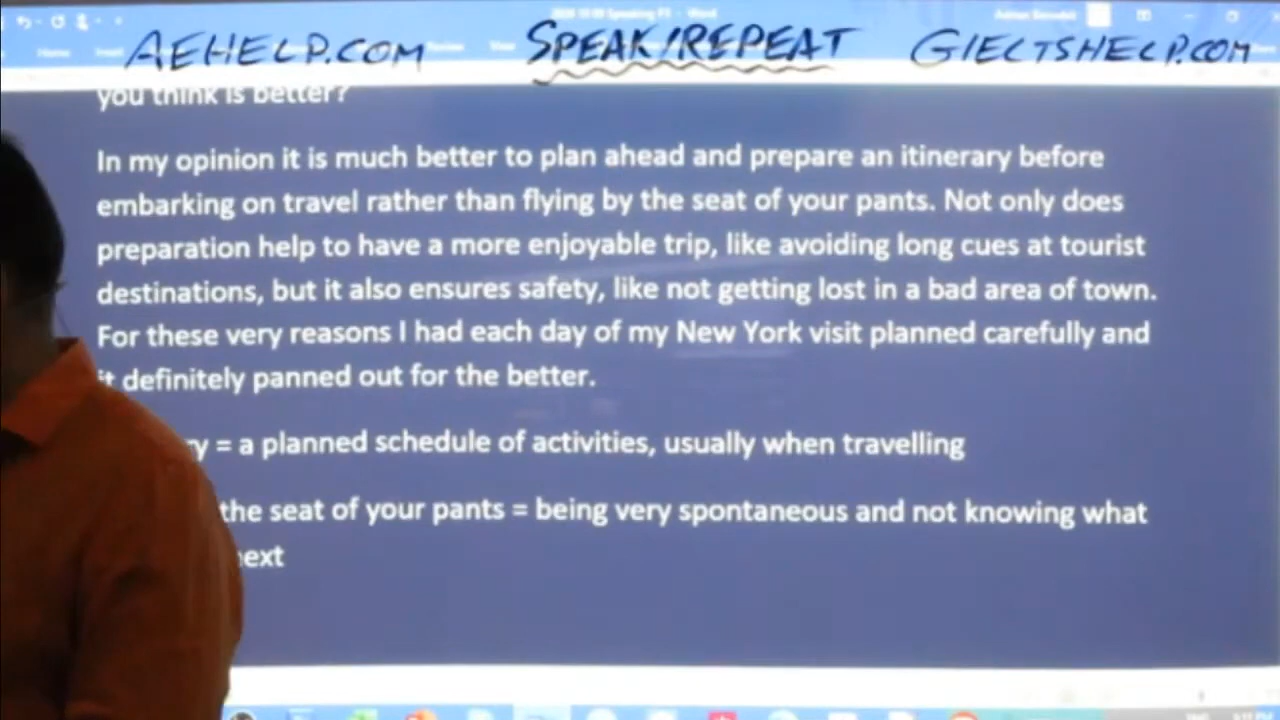 AEHELP.COM SPEAK/REPEAT GIELTSHELP.COM
you think is better?
In my opinion it is much better to plan ahead and prepare an itinerary before
embarking on travel rather than flying by the seat of your pants. Not only does
preparation help to have a more enjoyable trip, like avoiding long cues at tourist
destinations, but it also ensures safety, like not getting lost in a bad area of town.
For these very reasons I had each day of my New York visit planned carefully and
it definitely panned out for the better.
= a planned schedule of activities, usually when travelling
the seat of your pants = being very spontaneous and not knowing what